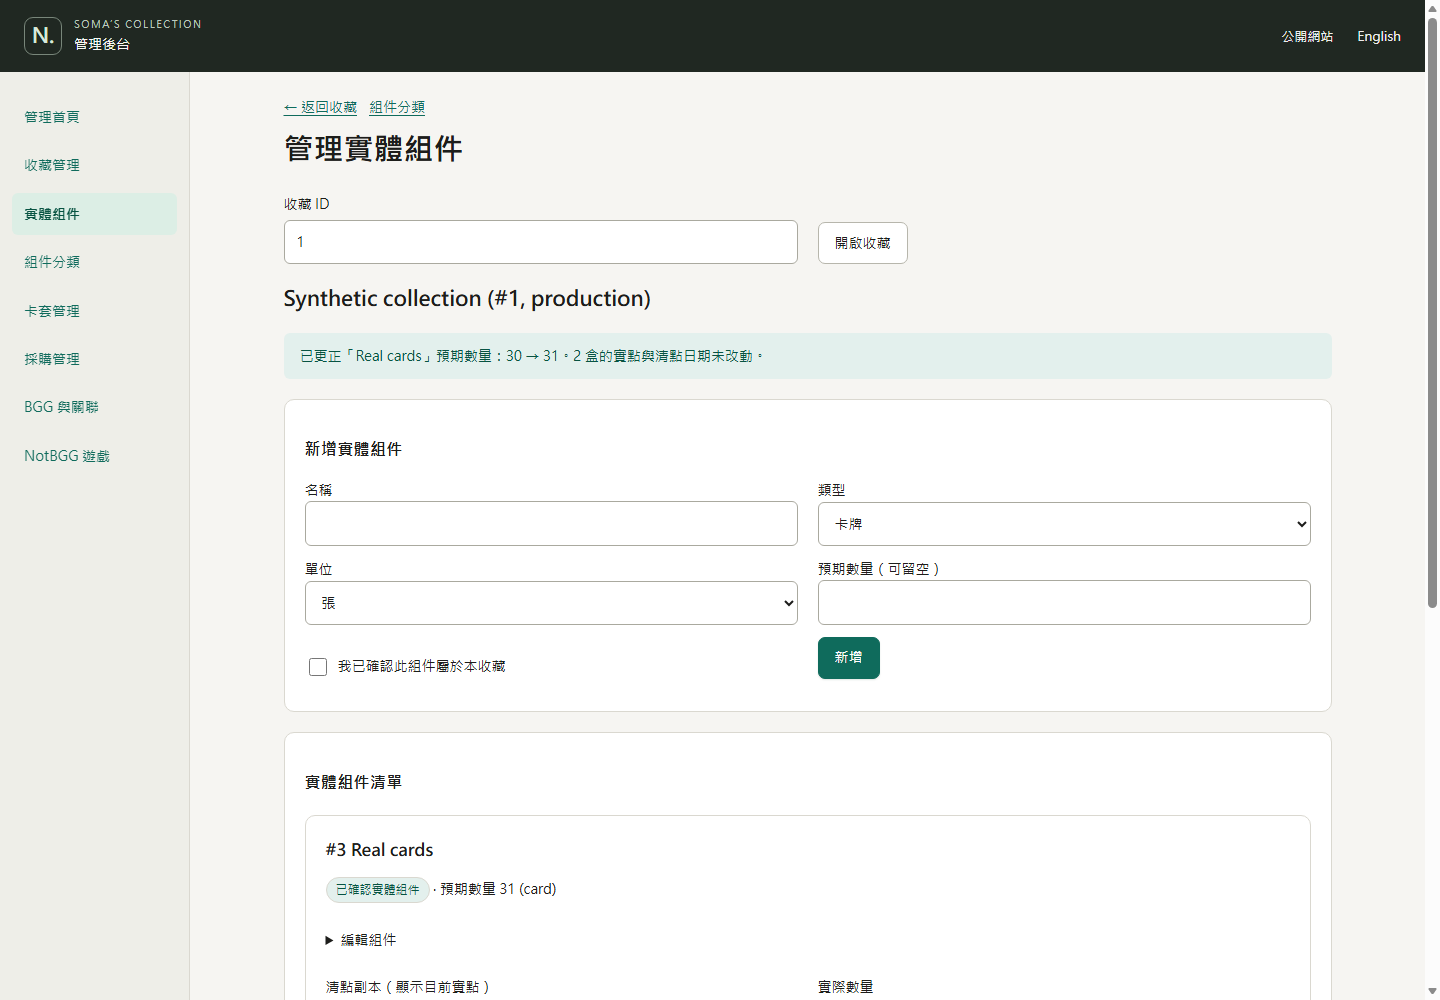 N.
SOMA'S COLLECTION
管理後台
公開網站
English
管理首頁
收藏管理
實體組件
組件分類
卡套管理
採購管理
BGG 與關聯
NotBGG 遊戲
← 返回收藏 組件分類
管理實體組件
收藏 ID
1
開啟收藏
Synthetic collection (#1, production)
已更正「Real cards」預期數量：30 → 31。2 盒的實點與清點日期未改動。
新增實體組件
名稱
類型
卡牌
單位
預期數量（可留空）
張
我已確認此組件屬於本收藏
新增
實體組件清單
#3 Real cards
已確認實體組件 · 預期數量 31 (card)
▶ 編輯組件
清點副本（顯示目前實點）
實際數量